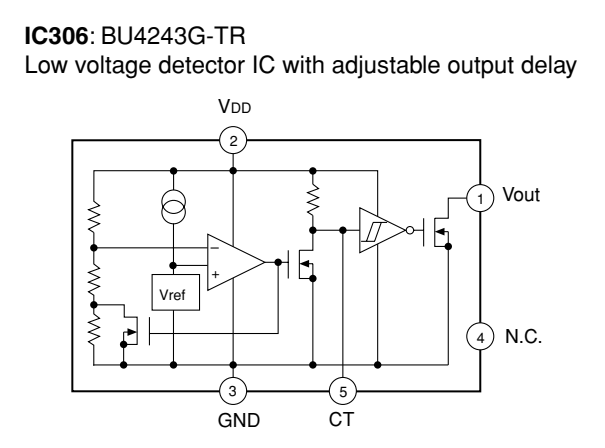 IC306: BU4243G-TR
Low voltage detector IC with adjustable output delay
VDD
2
1 Vout
−
+
Vref
4 N.C.
3 5
GND CT